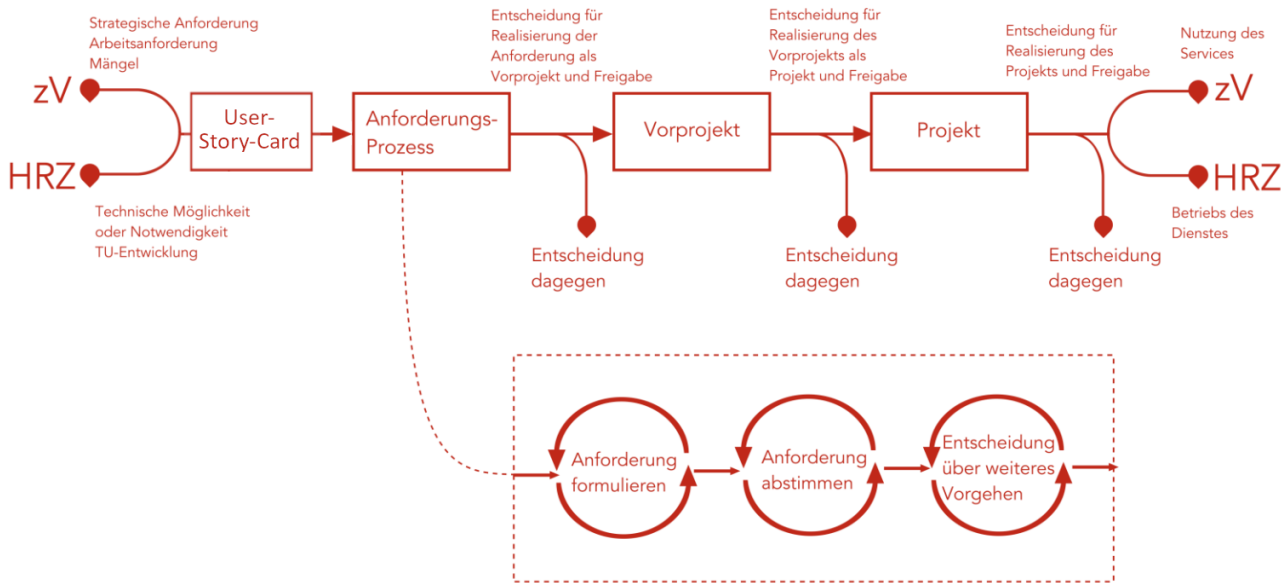 Strategische Anforderung
Arbeitsanforderung
Mängel
zV
HRZ
Technische Möglichkeit
oder Notwendigkeit
TU-Entwicklung
User-
Story-Card
Anforderungs-
Prozess
Entscheidung für
Realisierung der
Anforderung als
Vorprojekt und Freigabe
Entscheidung
dagegen
Vorprojekt
Entscheidung für
Realisierung des
Vorprojekts als
Projekt und Freigabe
Entscheidung
dagegen
Projekt
Entscheidung für
Realisierung des
Projekts und Freigabe
Entscheidung
dagegen
Nutzung des
Services
zV
HRZ
Betriebs des
Dienstes
Anforderung
formulieren
Anforderung
abstimmen
Entscheidung
über weiteres
Vorgehen